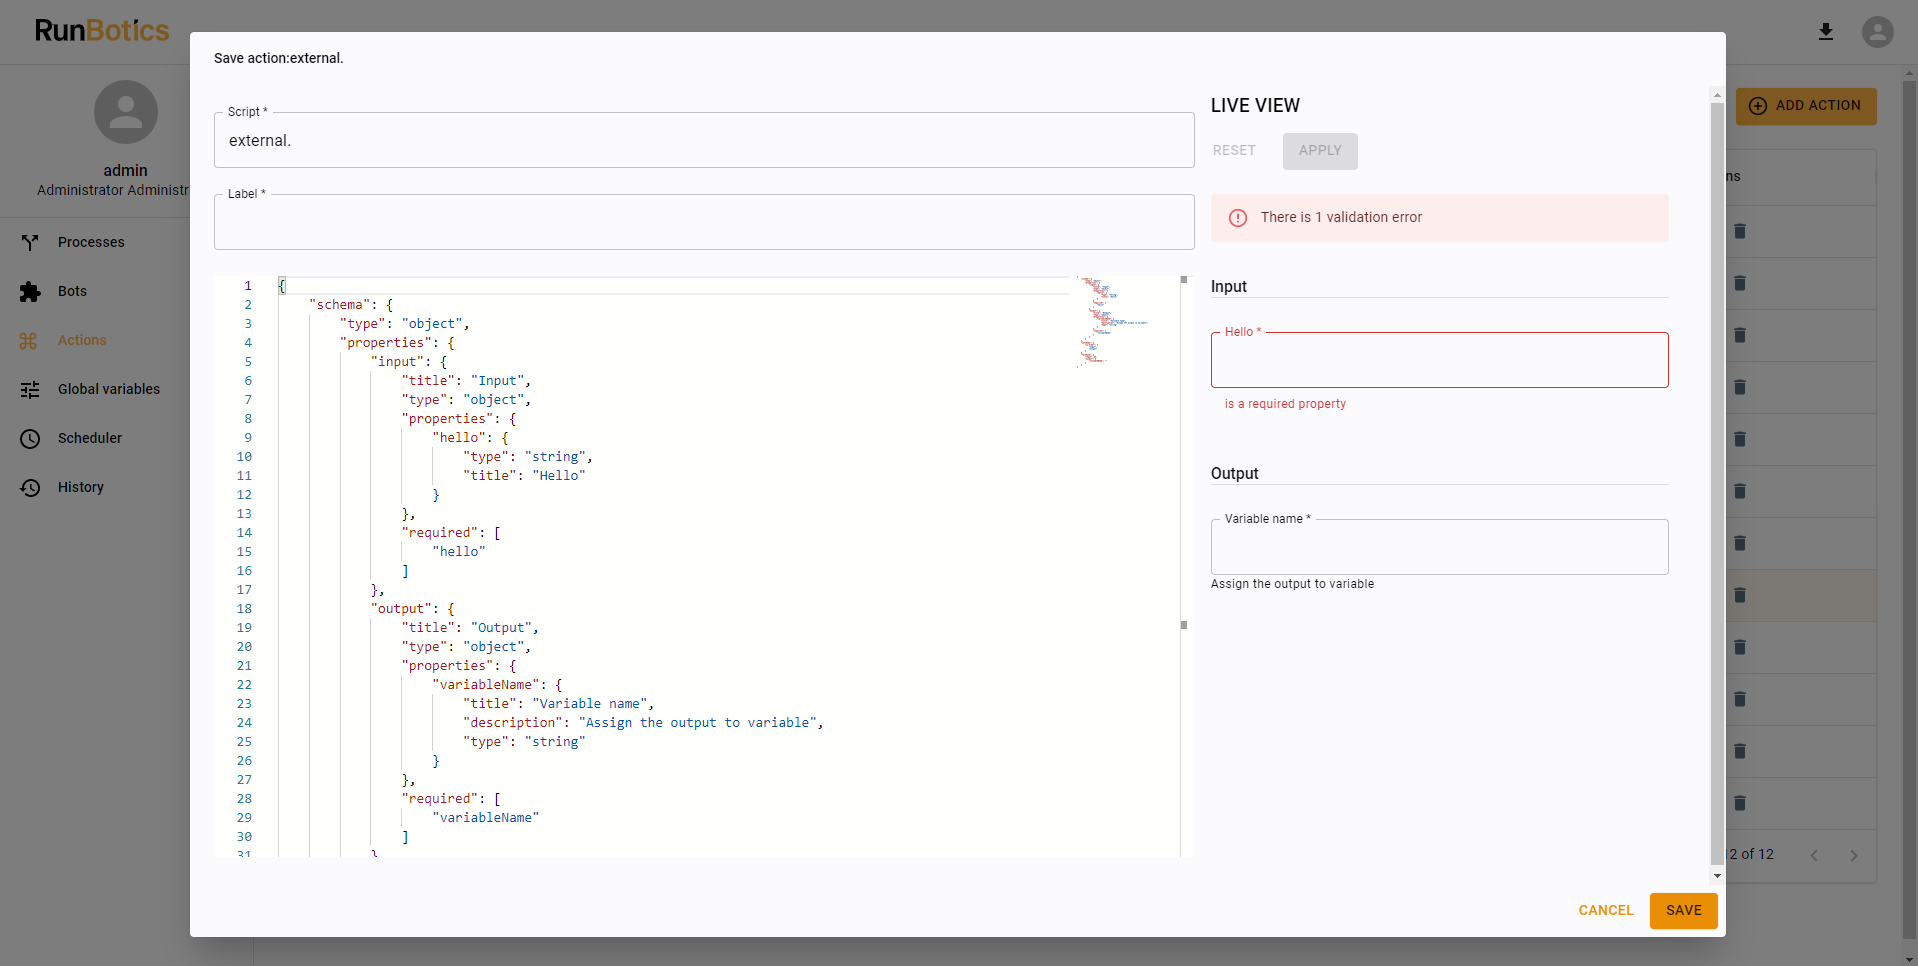 RunBotics
admin
Administrator Administr
Processes
Bots
Actions
Global variables
Scheduler
History
ADD ACTION
ns
12 of 12
Save action:external.
Script *
external.
Label *
1 {
2 "schema": {
3 "type": "object",
4 "properties": {
5 "input": {
6 "title": "Input",
7 "type": "object",
8 "properties": {
9 "hello": {
10 "type": "string",
11 "title": "Hello"
12 }
13 },
14 "required": [
15 "hello"
16 ]
17 },
18 "output": {
19 "title": "Output",
20 "type": "object",
21 "properties": {
22 "variableName": {
23 "title": "Variable name",
24 "description": "Assign the output to variable",
25 "type": "string"
26 }
27 },
28 "required": [
29 "variableName"
30 ]
31 }
LIVE VIEW
RESET
APPLY
There is 1 validation error
Input
Hello *
is a required property
Output
Variable name *
Assign the output to variable
CANCEL
SAVE